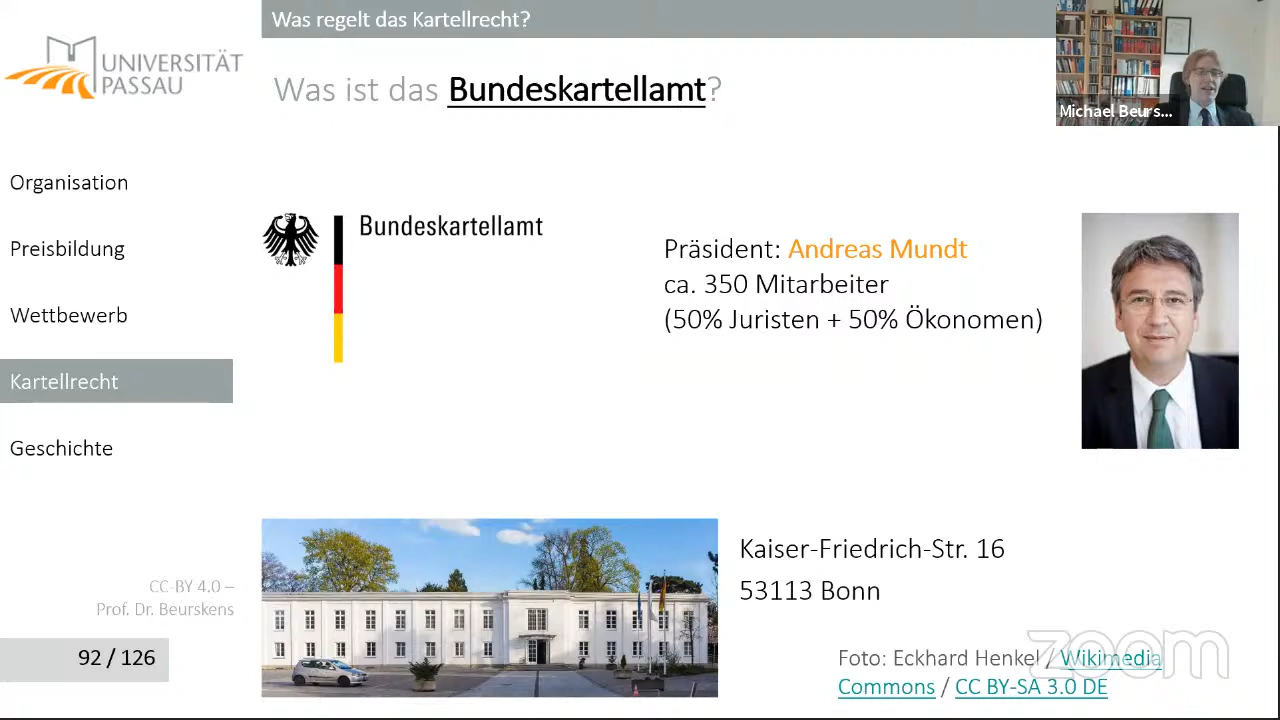 Was regelt das Kartellrecht?
UNIVERSITÄT
PASSAU
Was ist das Bundeskartellamt?
Michael Beurs...
Organisation
Preisbildung
Wettbewerb
Kartellrecht
Geschichte
Bundeskartellamt
Präsident: Andreas Mundt
ca. 350 Mitarbeiter
(50% Juristen + 50% Ökonomen)
Kaiser-Friedrich-Str. 16
53113 Bonn
CC-BY 4.0 –
Prof. Dr. Beurskens
92 / 126
Foto: Eckhard Henkel / Wikimedia
Commons / CC BY-SA 3.0 DE
zoom